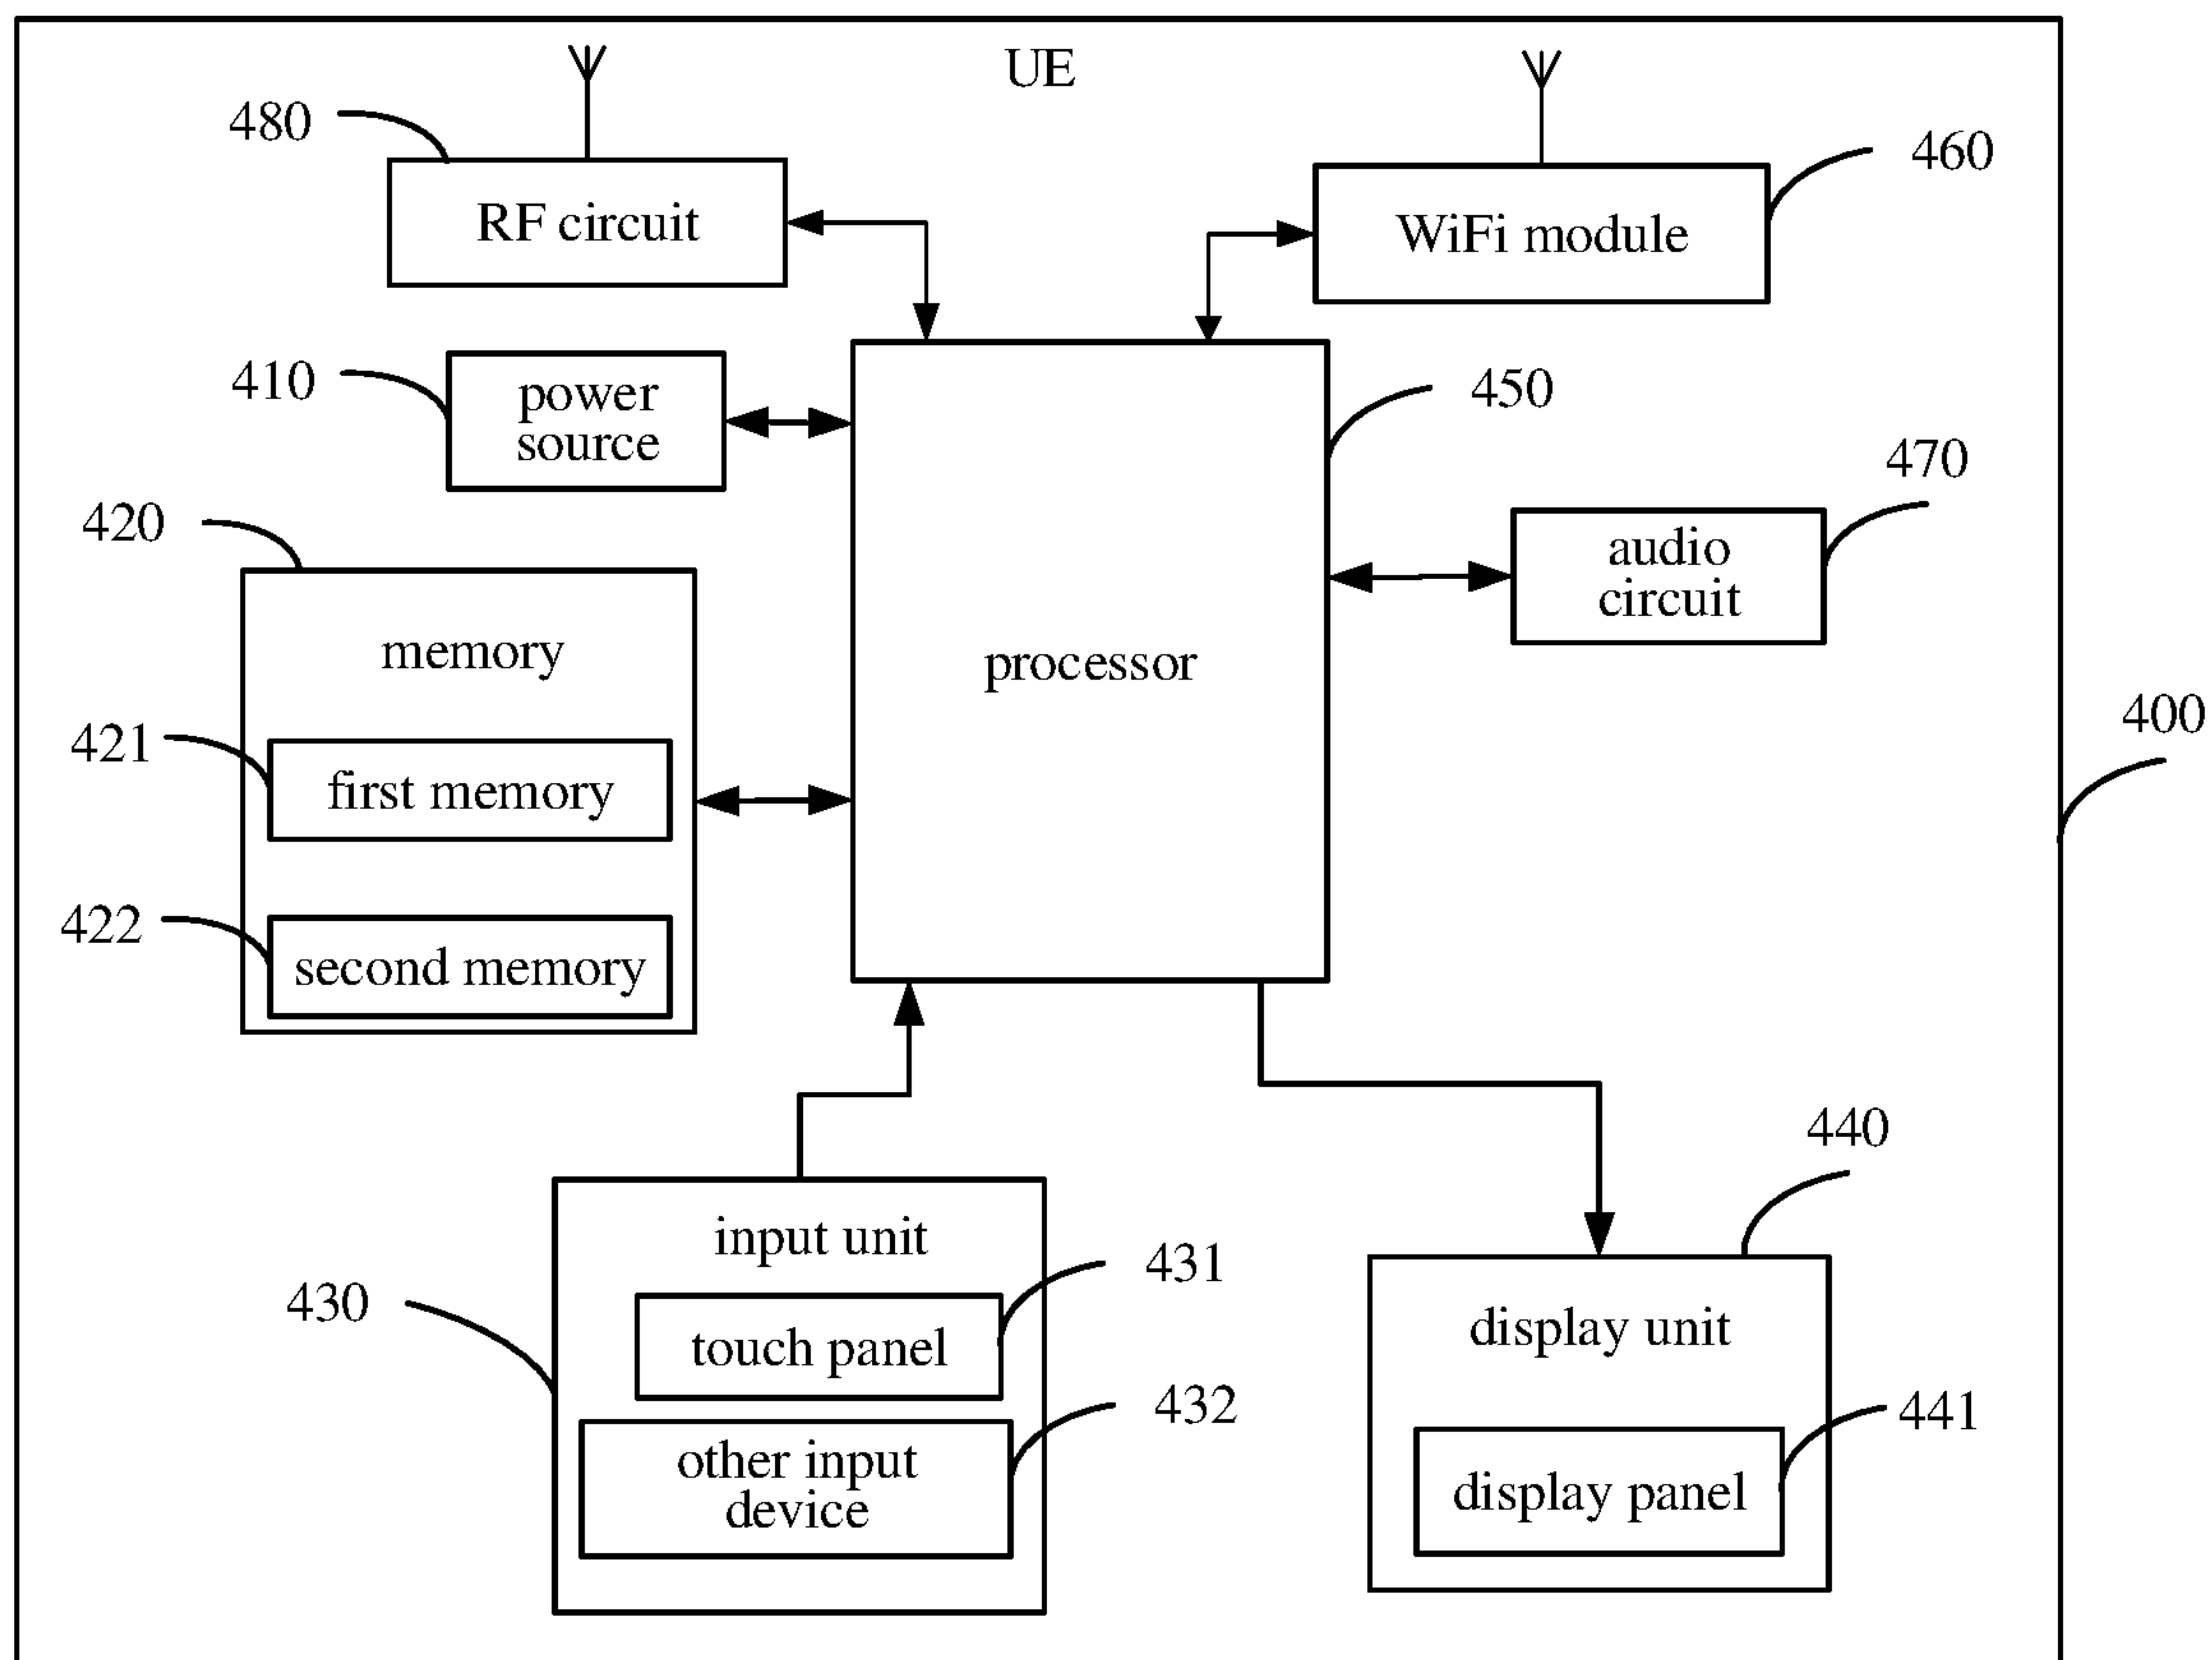 UE
480
RF circuit
WiFi module
460
410
power
source
450
470
audio
circuit
420
memory
processor
421
first memory
400
422
second memory
440
input unit
431
430
touch panel
display unit
432
other input
device
441
display panel